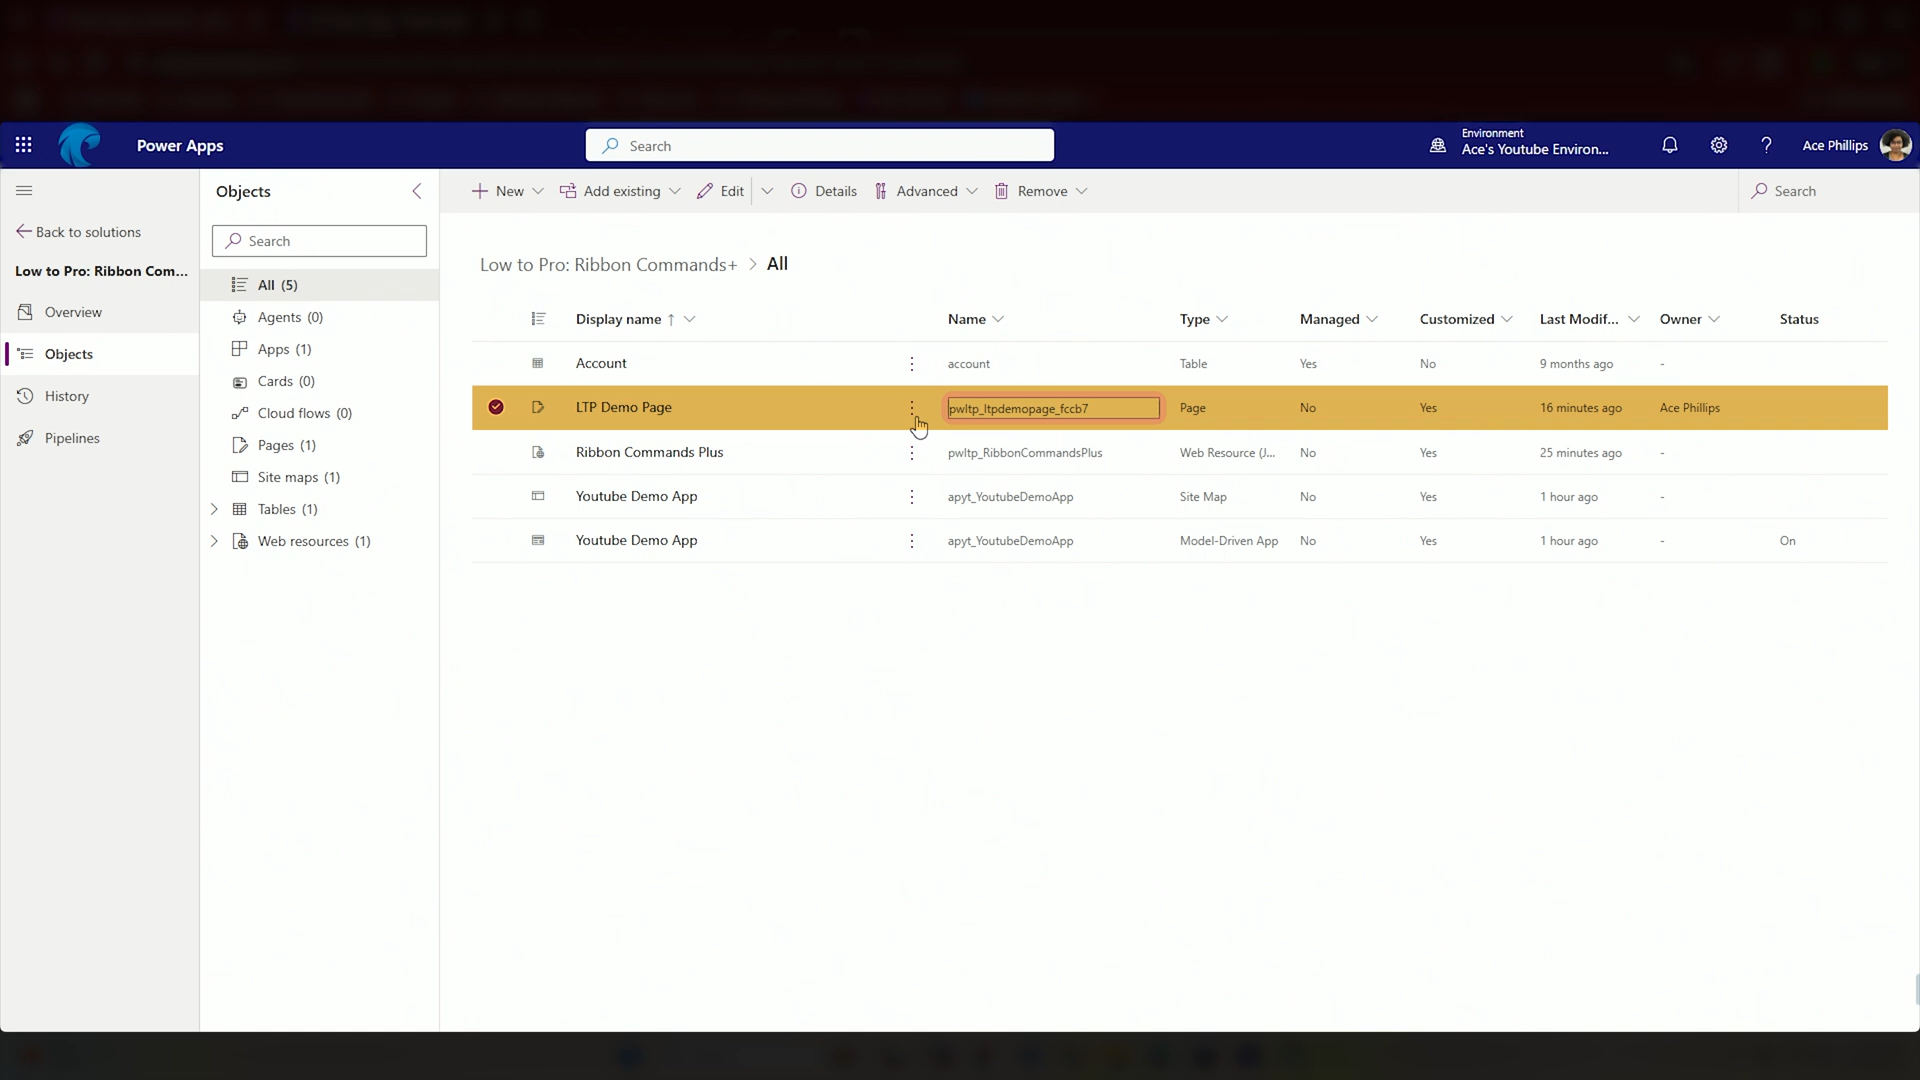 Power Apps
Search
Environment
Ace's Youtube Environ...
Ace Phillips
Back to solutions
Low to Pro: Ribbon Com...
Overview
Objects
History
Pipelines
Objects
Search
All (5)
Agents (0)
Apps (1)
Cards (0)
Cloud flows (0)
Pages (1)
Site maps (1)
Tables (1)
Web resources (1)
New Add existing Edit Details Advanced Remove Search
Low to Pro: Ribbon Commands+ > All
Display name ↑ Name Type Managed Customized Last Modif... Owner Status
Account account Table Yes No 9 months ago -
LTP Demo Page pwltp_ltpdemopage_fccb7 Page No Yes 16 minutes ago Ace Phillips
Ribbon Commands Plus pwltp_RibbonCommandsPlus Web Resource (J... No Yes 25 minutes ago -
Youtube Demo App apyt_YoutubeDemoApp Site Map No Yes 1 hour ago -
Youtube Demo App apyt_YoutubeDemoApp Model-Driven App No Yes 1 hour ago - On